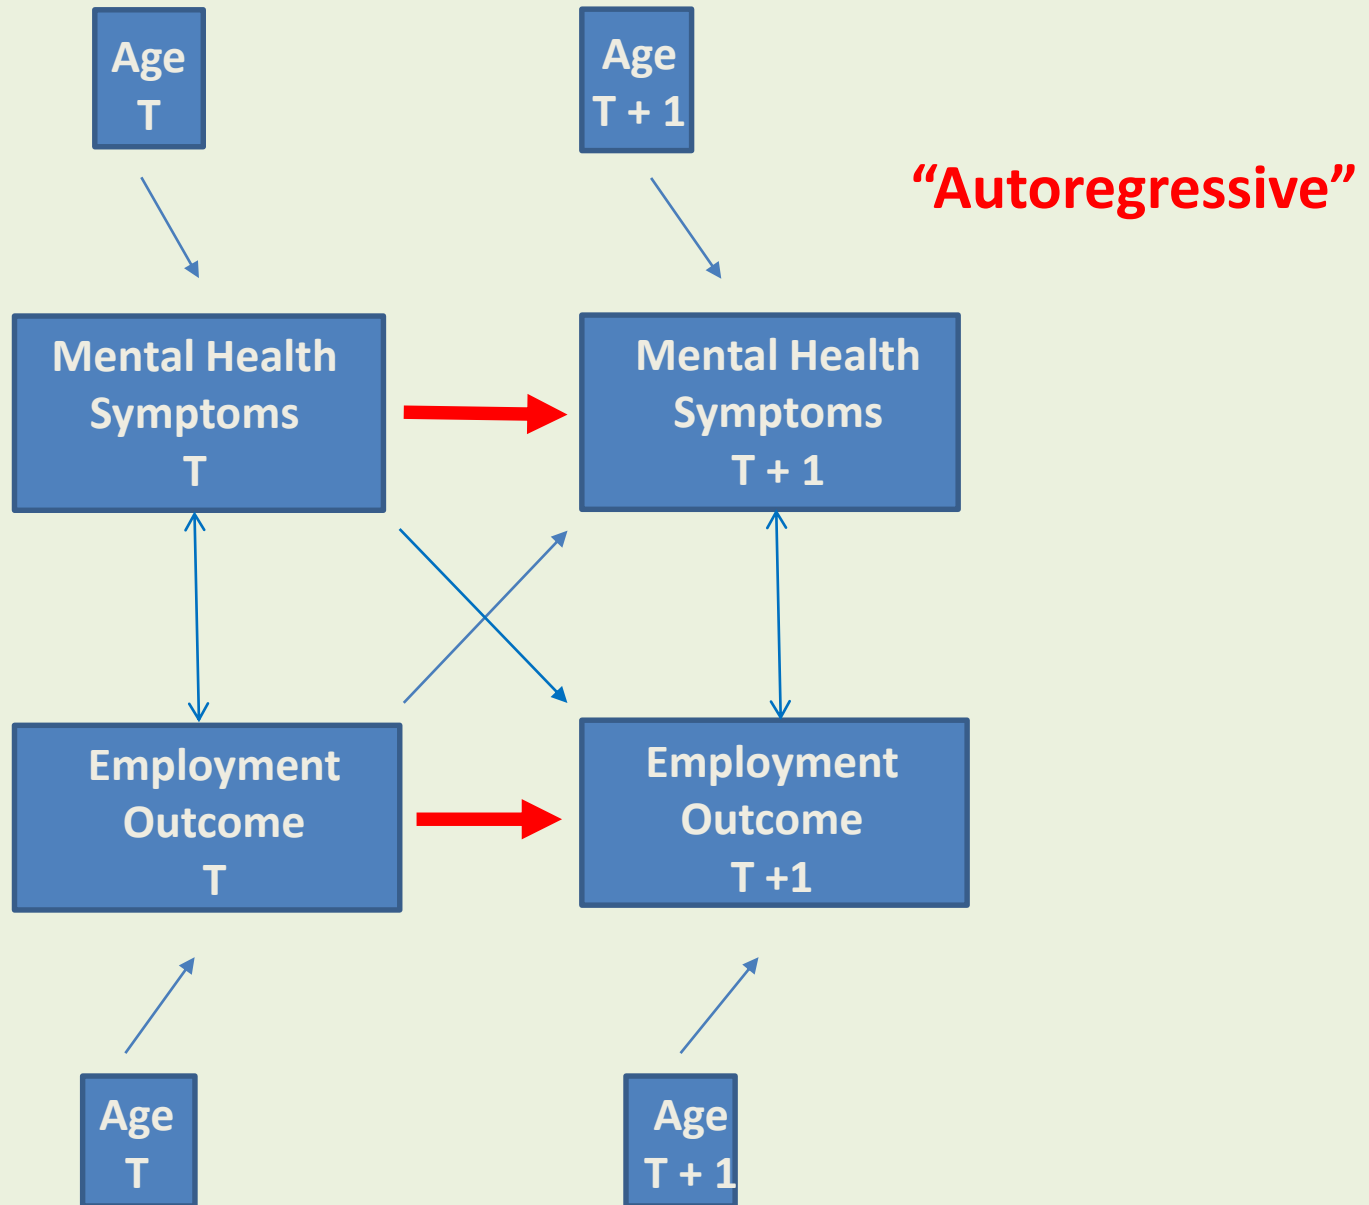 Age
T
Age
T + 1
“Autoregressive”
Mental Health
Symptoms
T
Mental Health
Symptoms
T + 1
Employment
Outcome
T
Employment
Outcome
T +1
Age
T
Age
T + 1